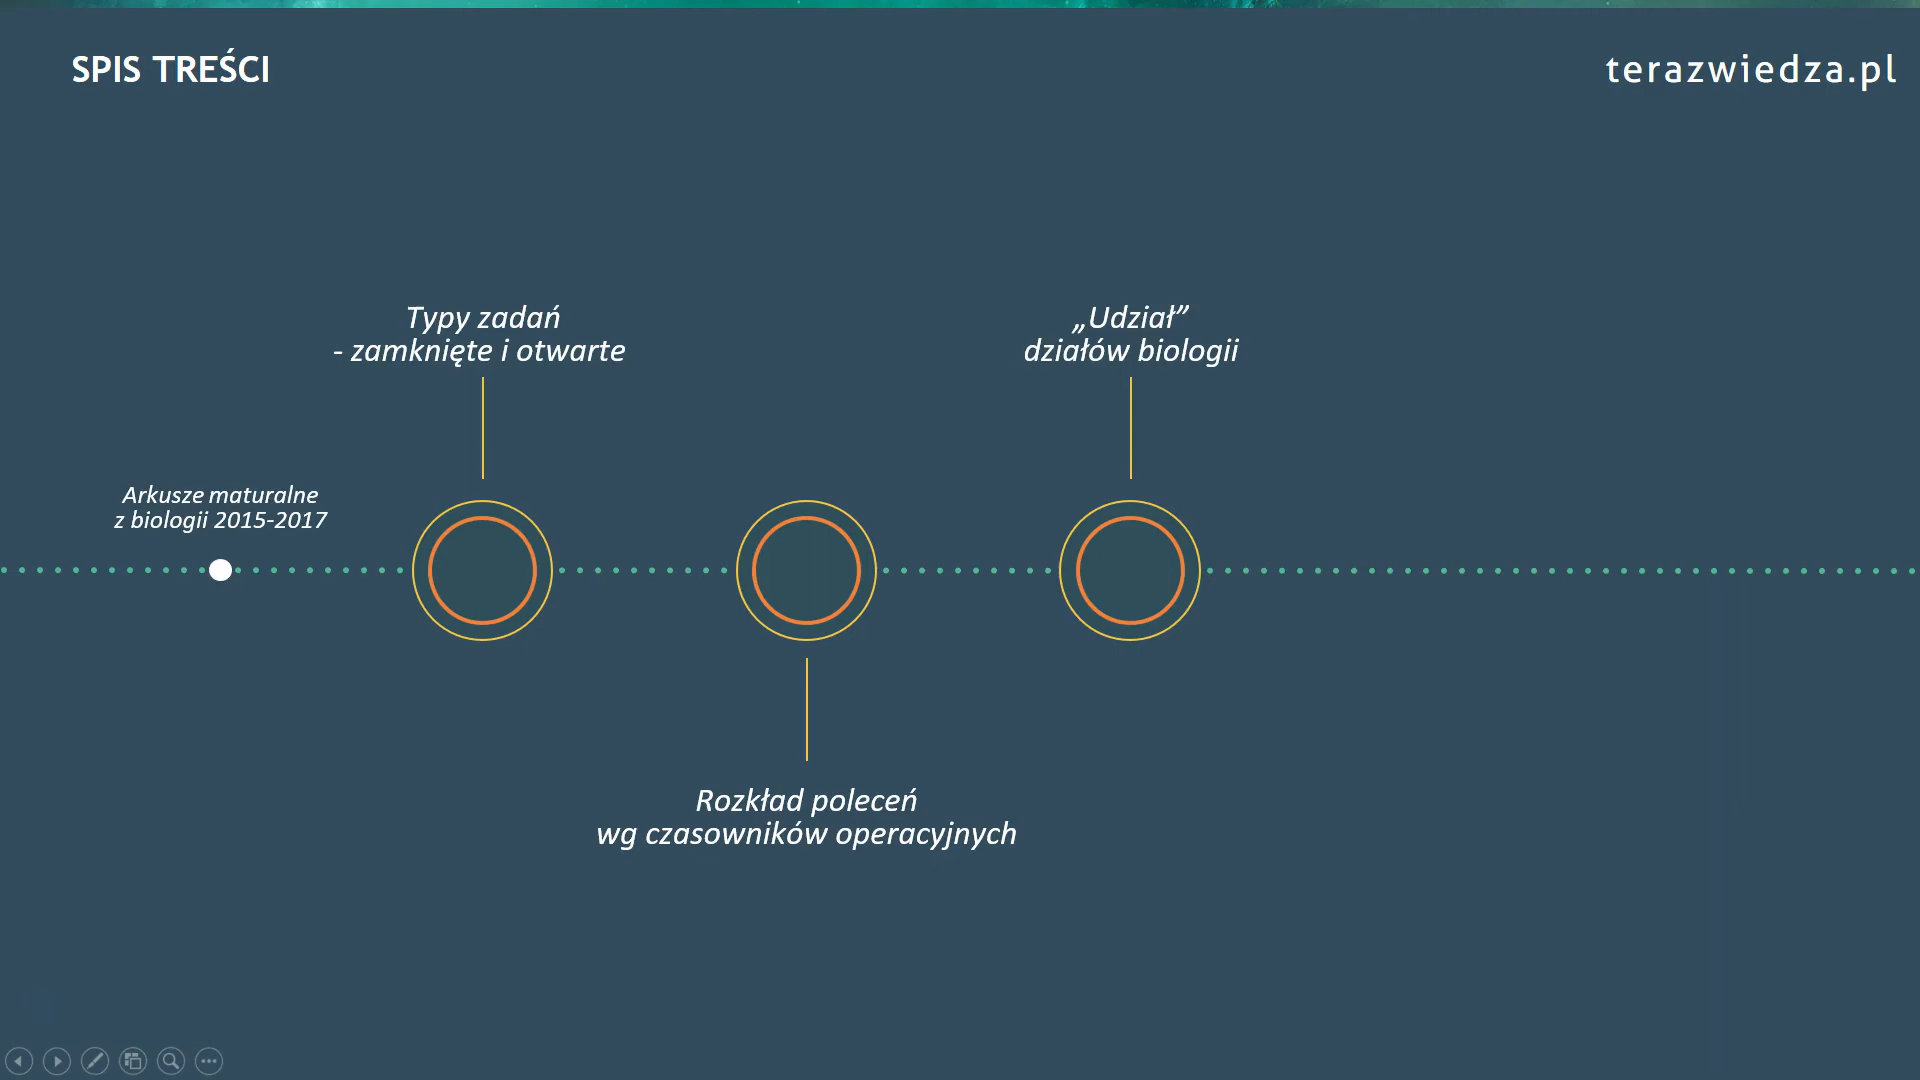 SPIS TREŚCI
terazwiedza.pl
Typy zadań
- zamknięte i otwarte
„Udział”
działów biologii
Arkusze maturalne
z biologii 2015-2017
Rozkład poleceń
wg czasowników operacyjnych